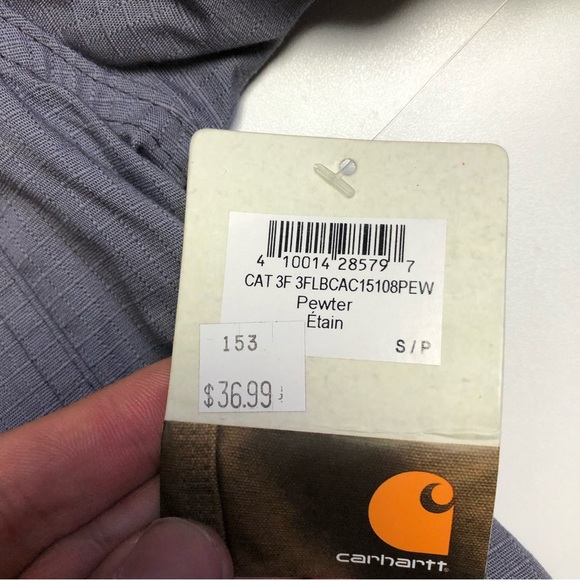 4 10014 28579 7
CAT 3F 3FLBCAC15108PEW
Pewter
Étain
S / P
153
$36.99
carhartt